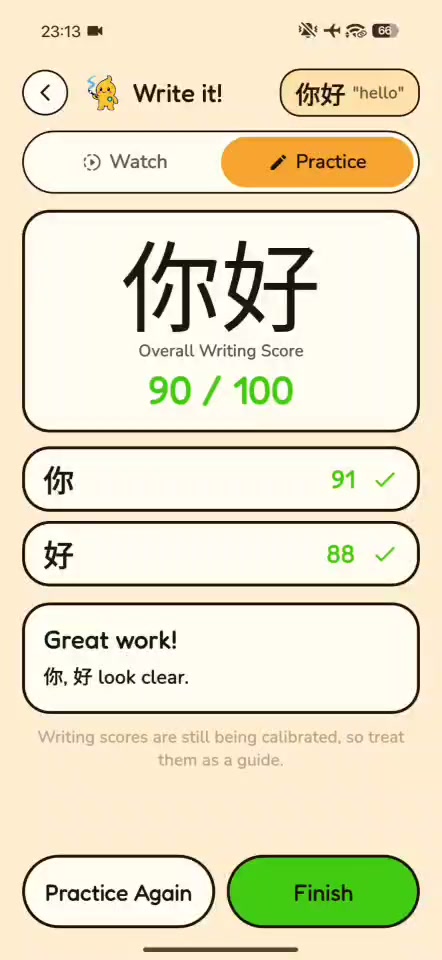 23:13
66
Write it!
你好 "hello"
Watch
Practice
你好
Overall Writing Score
90 / 100
你 91
好 88
Great work!
你, 好 look clear.
Writing scores are still being calibrated, so treat
them as a guide.
Practice Again
Finish